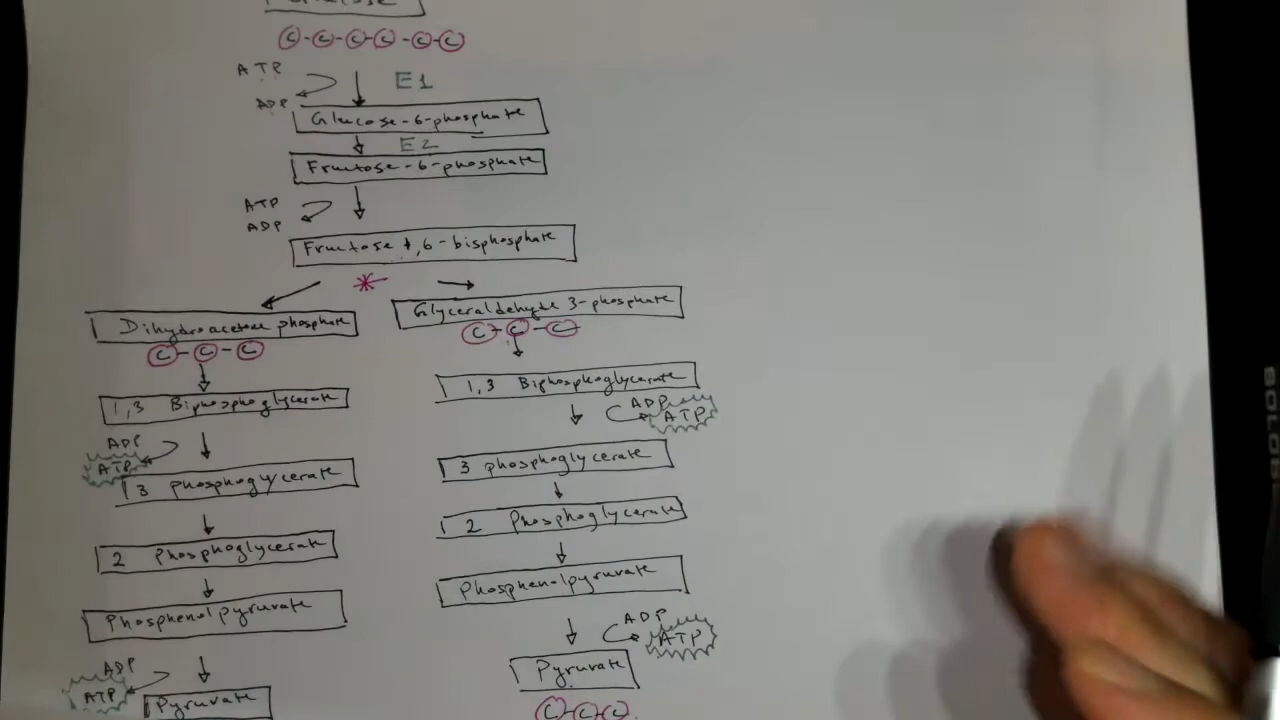 C-C-C-C-C-C
ATP
E1
ADP
Glucose-6-phosphate
E2
Fructose-6-phosphate
ATP
ADP
Fructose 1,6-bisphosphate
*
Dihydroacetone phosphate
C-C-C
1,3 Biphosphoglycerate
ADP
ATP
3 phosphoglycerate
2 Phosphoglycerate
Phosphenolpyruvate
ADP
ATP
Pyruvate
Glyceraldehyde 3-phosphate
C-C-C
1,3 Biphosphoglycerate
ADP
ATP
3 phosphoglycerate
2 Phosphoglycerate
Phosphenolpyruvate
ADP
ATP
Pyruvate
C-C-C